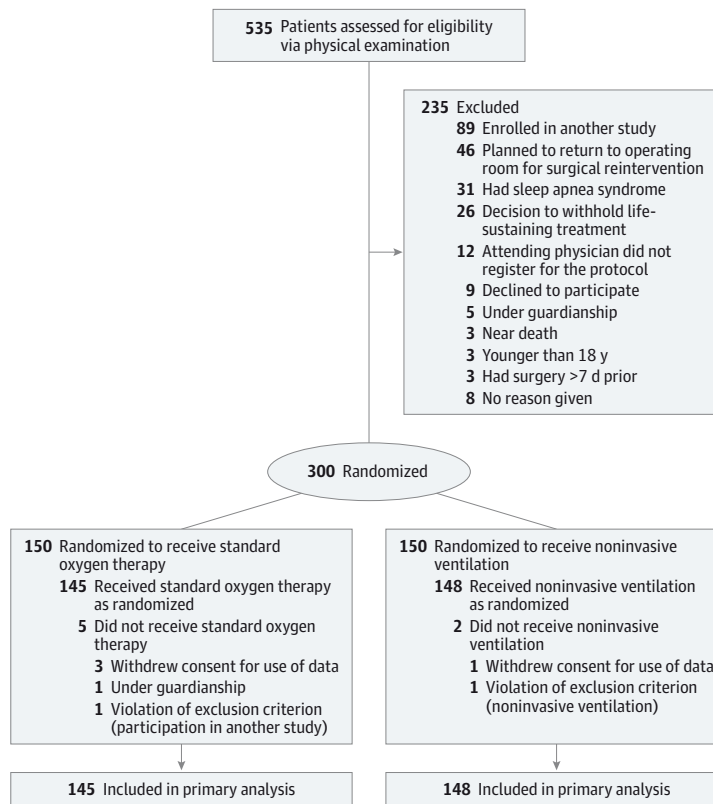 535 Patients assessed for eligibility
via physical examination
235 Excluded
89 Enrolled in another study
46 Planned to return to operating
room for surgical reintervention
31 Had sleep apnea syndrome
26 Decision to withhold life-
sustaining treatment
12 Attending physician did not
register for the protocol
9 Declined to participate
5 Under guardianship
3 Near death
3 Younger than 18 y
3 Had surgery >7 d prior
8 No reason given
300 Randomized
150 Randomized to receive standard
oxygen therapy
145 Received standard oxygen therapy
as randomized
5 Did not receive standard oxygen
therapy
3 Withdrew consent for use of data
1 Under guardianship
1 Violation of exclusion criterion
(participation in another study)
150 Randomized to receive noninvasive
ventilation
148 Received noninvasive ventilation
as randomized
2 Did not receive noninvasive
ventilation
1 Withdrew consent for use of data
1 Violation of exclusion criterion
(noninvasive ventilation)
145 Included in primary analysis
148 Included in primary analysis